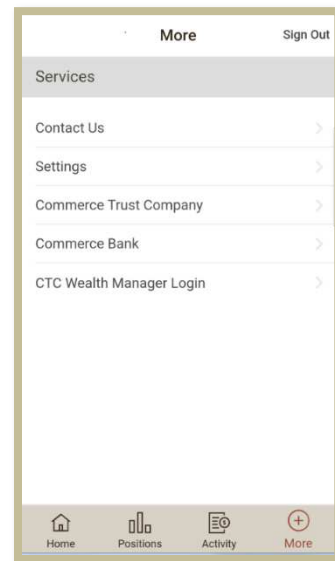 More
Sign Out
Services
Contact Us
Settings
Commerce Trust Company
Commerce Bank
CTC Wealth Manager Login
Home
Positions
Activity
More